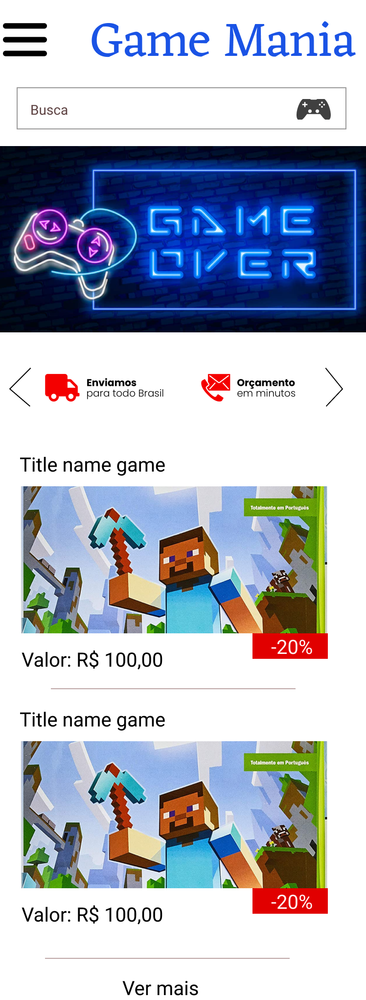 Game Mania
Busca
GAME
OVER
Enviamos
para todo Brasil
Orçamento
em minutos
Title name game
Totalmente em Português
-20%
Valor: R$ 100,00
Title name game
Totalmente em Português
-20%
Valor: R$ 100,00
Ver mais